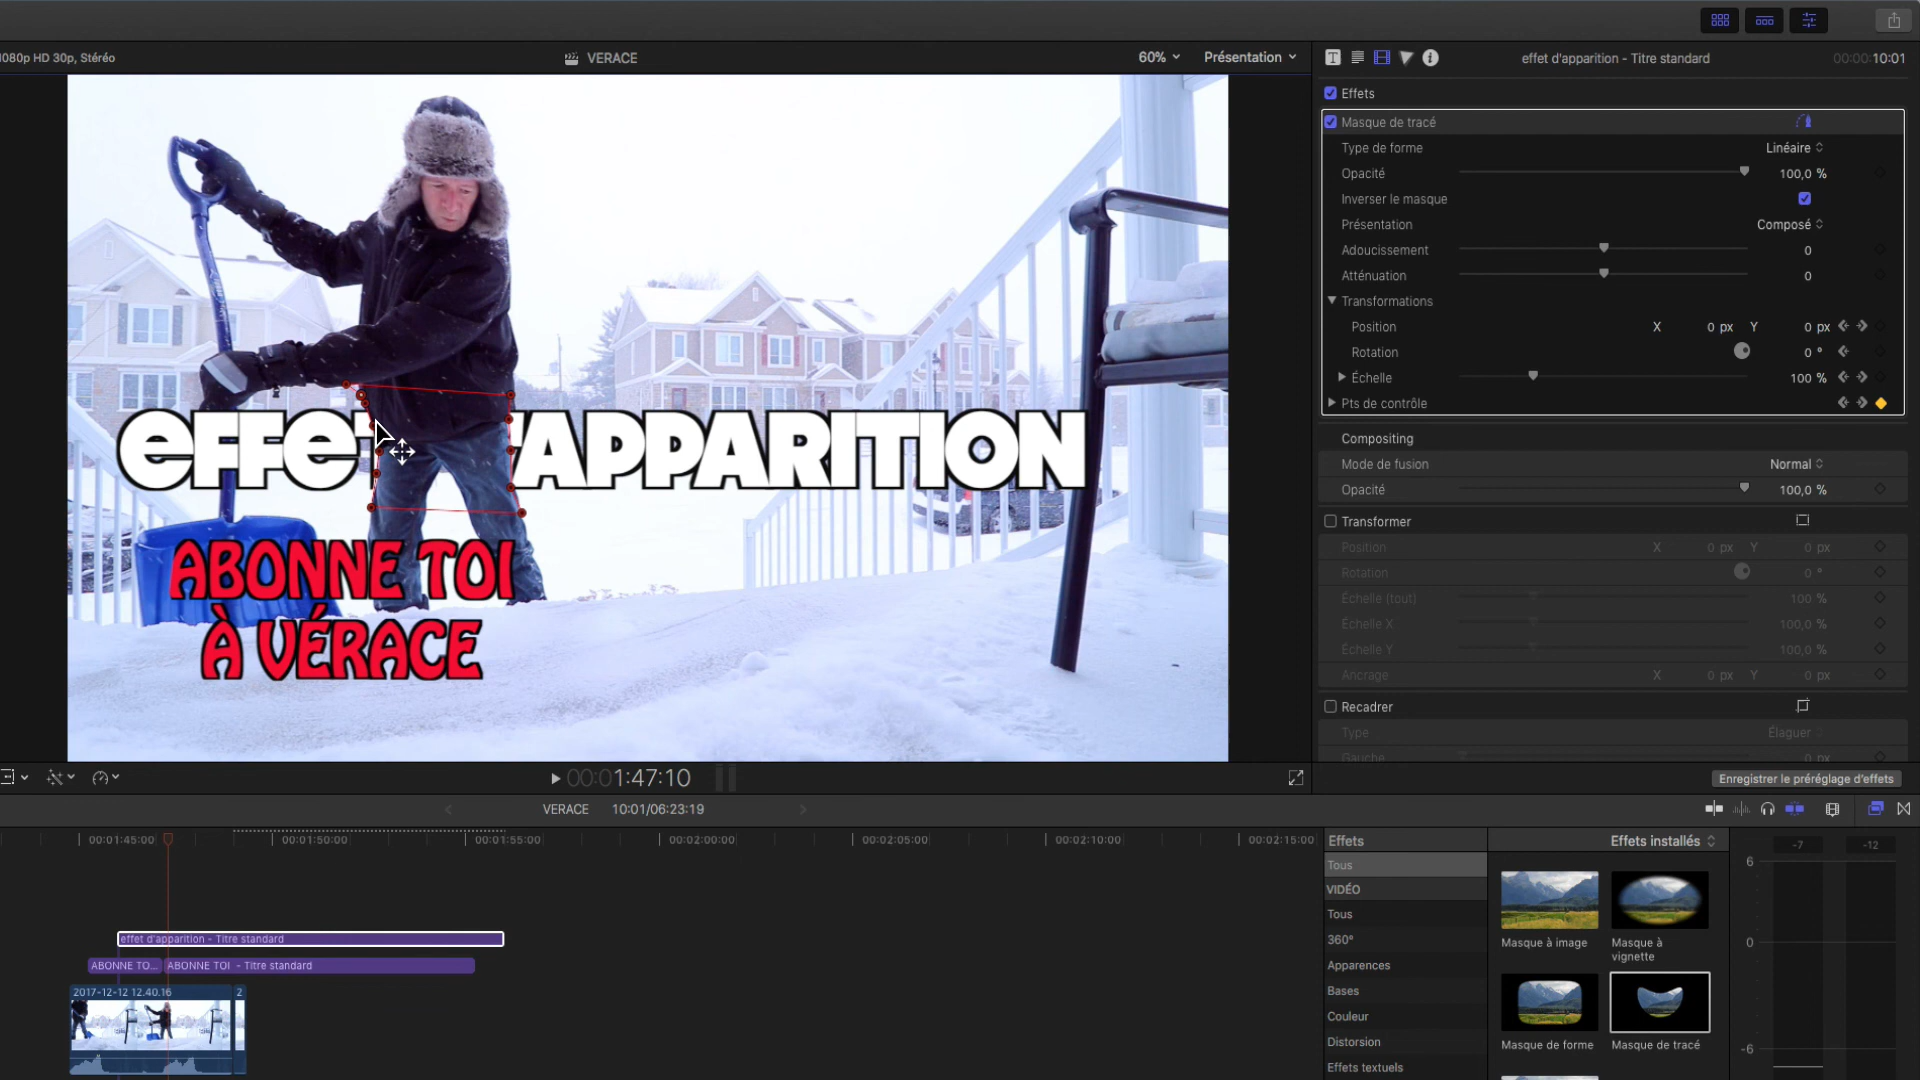 1080p HD 30p, Stéréo
VERACE
60%
Présentation
effet d'apparition - Titre standard
00:00:10:01
Effets
Masque de tracé
Type de forme
Linéaire
Opacité
100,0 %
Inverser le masque
Présentation
Composé
Adoucissement
0
Atténuation
0
Transformations
Position
X 0 px Y 0 px
Rotation
0 °
Échelle
100 %
Pts de contrôle
Compositing
Mode de fusion
Normal
Opacité
100,0 %
Transformer
Position
X 0 px Y 0 px
Rotation
0 °
Échelle (tout)
100 %
Échelle X
100,0 %
Échelle Y
100,0 %
Ancrage
X 0 px Y 0 px
Recadrer
Type
Élaguer
Gauche
0 px
Enregistrer le préréglage d'effets
effet 'APPARITION
ABONNE TOI
À VÉRACE
00:01:47:10
VERACE 10:01/06:23:19
00:01:45:00
00:01:50:00
00:01:55:00
00:02:00:00
00:02:05:00
00:02:10:00
00:02:15:00
effet d'apparition - Titre standard
ABONNE TO...
ABONNE TOI - Titre standard
2017-12-12 12.40.16
2
Effets
Tous
VIDÉO
Tous
360°
Apparences
Bases
Couleur
Distorsion
Effets textuels
Effets installés
Masque à image
Masque à
vignette
Masque de forme
Masque de tracé
-7
-12
6
0
-6